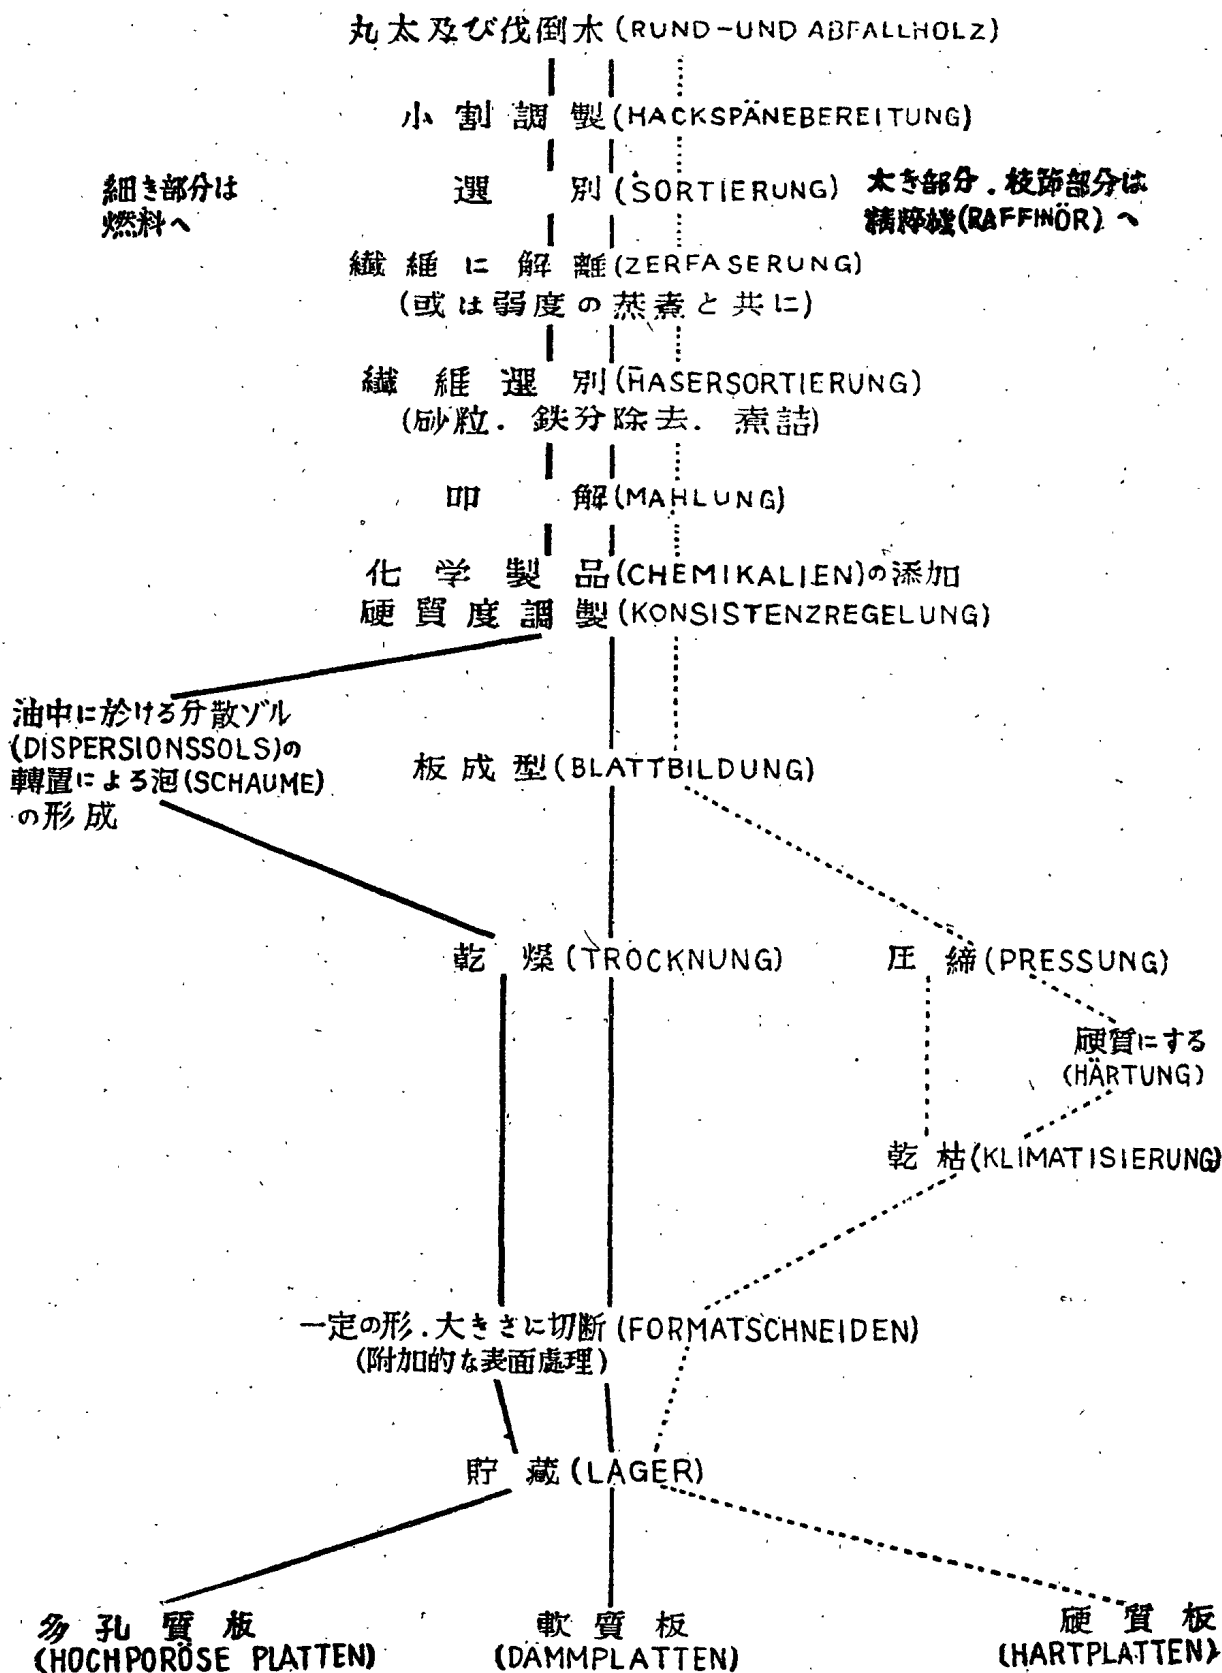 丸太及び伐倒木(RUND-UND ABFALLHOLZ)
小割調製(HACKSPÄNEBEREITUNG)
細き部分は
燃料へ
選別(SORTIERUNG)
太き部分.枝節部分は
精粹機(RAFFINÖR)へ
繊維に解離(ZERFASERUNG)
(或は弱度の蒸煮と共に)
繊維選別(HASERSORTIERUNG)
(砂粒.鉄分除去.煮詰)
叩解(MAHLUNG)
化学製品(CHEMIKALIEN)の添加
硬質度調製(KONSISTENZREGELUNG)
油中に於ける分散ゾル
(DISPERSIONSSOLS)の
轉置による泡(SCHAUME)
の形成
板成型(BLATTBILDUNG)
乾燥(TROCKNUNG)
圧締(PRESSUNG)
硬質にする
(HÄRTUNG)
乾枯(KLIMATISIERUNG)
一定の形.大きさに切断(FORMATSCHNEIDEN)
(附加的な表面處理)
貯藏(LAGER)
多孔質板
(HOCHPORÖSE PLATTEN)
軟質板
(DÄMMPLATTEN)
硬質板
(HARTPLATTEN)